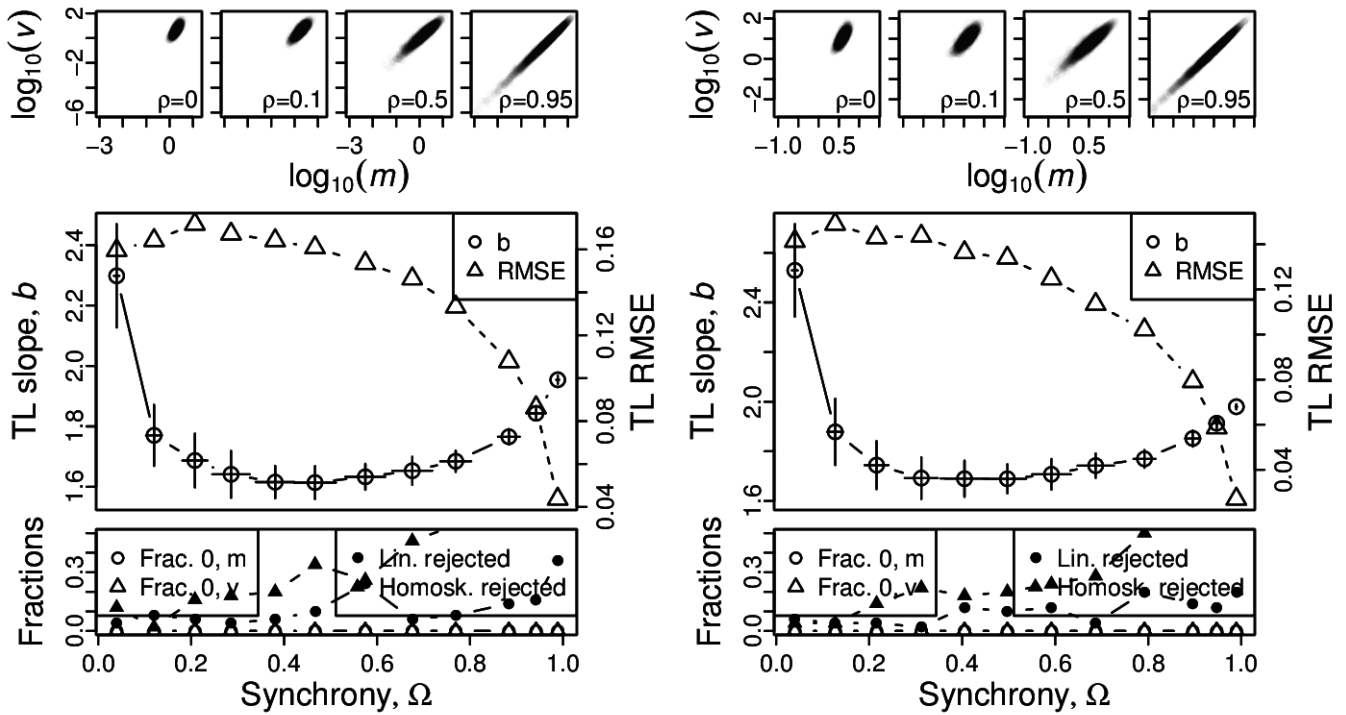 log10(v)
2
−2
−6
ρ=0
ρ=0.1
ρ=0.5
ρ=0.95
−3
0
−3
0
log10(m)
TL slope, b
2.4
2.2
2.0
1.8
1.6
b
RMSE
0.16
0.12
0.08
0.04
TL RMSE
Fractions
0.3
0.0
Frac. 0, m
Frac. 0, v
Lin. rejected
Homosk. rejected
0.0
0.2
0.4
0.6
0.8
1.0
Synchrony, Ω
log10(v)
2
0
−2
ρ=0
ρ=0.1
ρ=0.5
ρ=0.95
−1.0
0.5
−1.0
0.5
log10(m)
TL slope, b
2.4
2.0
1.6
b
RMSE
0.12
0.08
0.04
TL RMSE
Fractions
0.3
0.0
Frac. 0, m
Frac. 0, v
Lin. rejected
Homosk. rejected
0.0
0.2
0.4
0.6
0.8
1.0
Synchrony, Ω